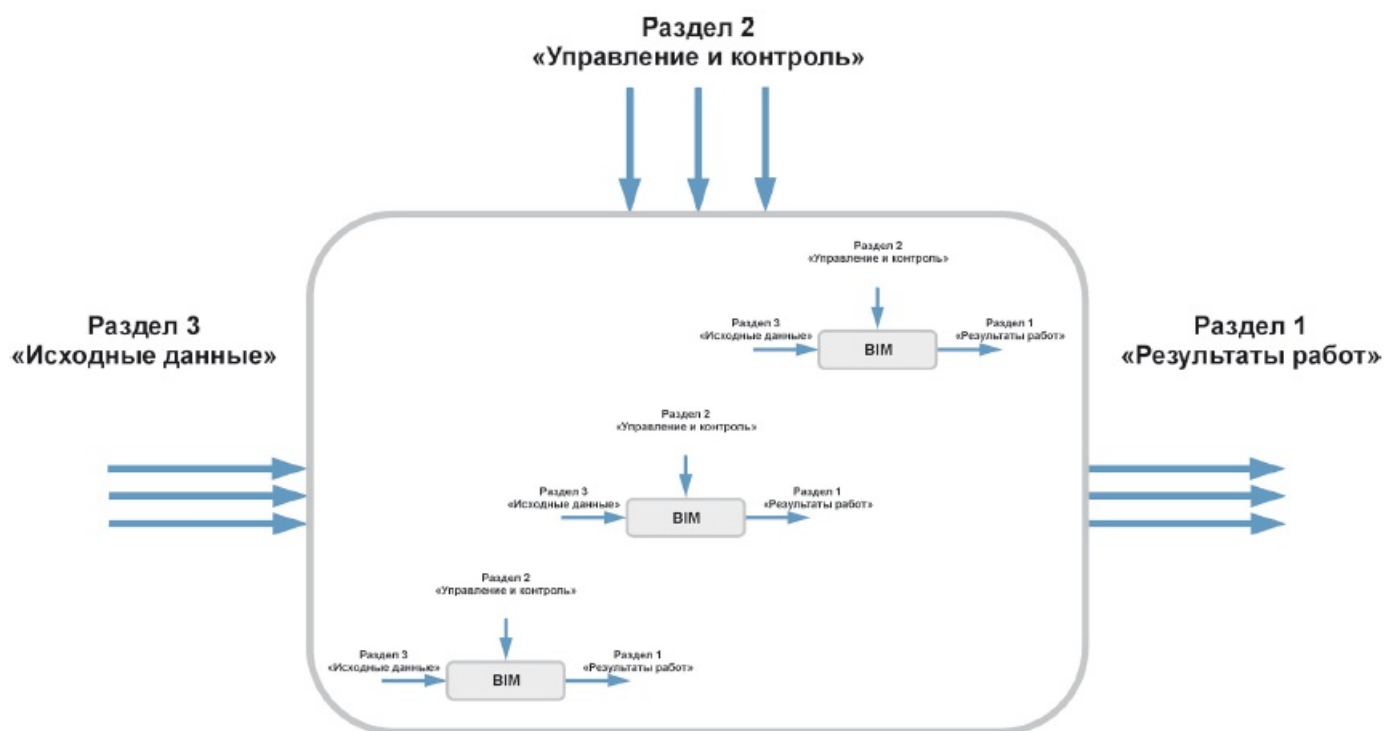 Раздел 2
«Управление и контроль»
Раздел 3
«Исходные данные»
Раздел 1
«Результаты работ»
Раздел 2
«Управление и контроль»
Раздел 3
«Исходные данные»
BIM
Раздел 1
«Результаты работ»
Раздел 2
«Управление и контроль»
Раздел 3
«Исходные данные»
BIM
Раздел 1
«Результаты работ»
Раздел 2
«Управление и контроль»
Раздел 3
«Исходные данные»
BIM
Раздел 1
«Результаты работ»